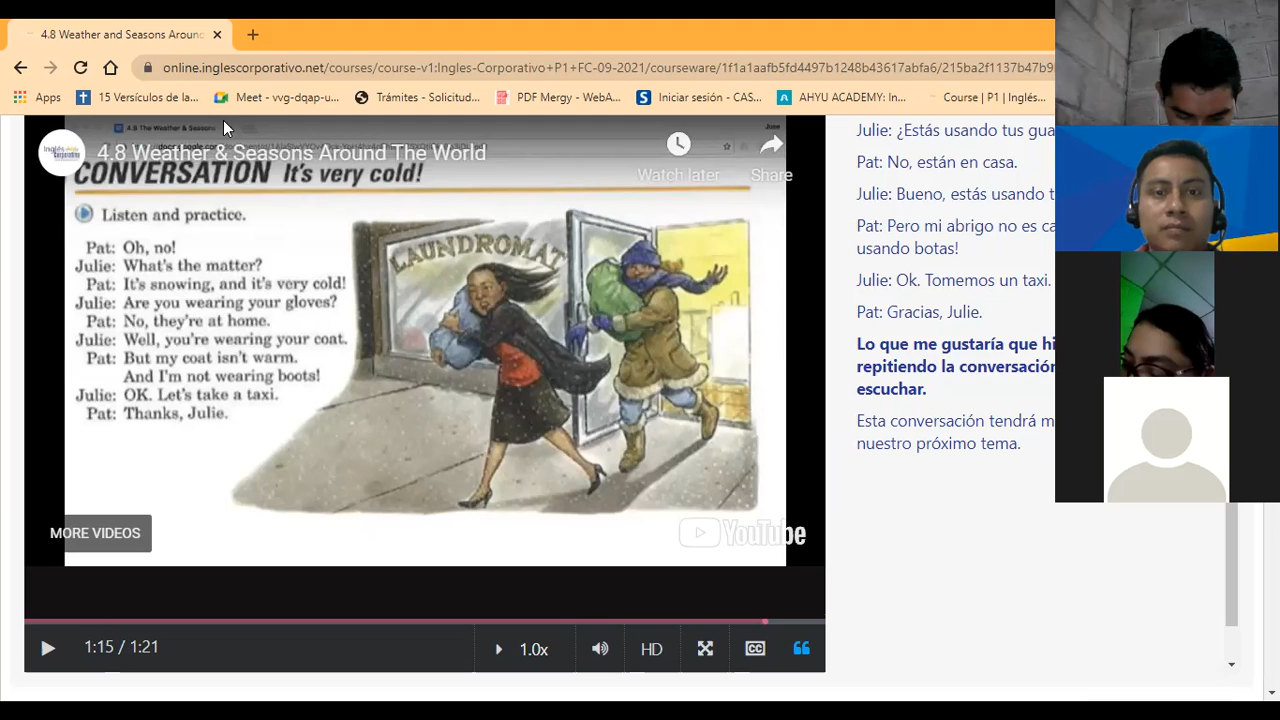 4.8 Weather and Seasons Around
online.inglescorporativo.net/courses/course-v1:Ingles-Corporativo+P1+FC-09-2021/courseware/1f1a1aafb5fd4497b1248b43617abfa6/215ba2f1137b47b9
Apps 15 Versículos de la... Meet - vvg-dqap-u... Trámites - Solicitud... PDF Mergy - WebA... Iniciar sesión - CAS... AHYU ACADEMY: In... Course | P1 | Inglés...
4.8 The Weather & Seasons
4.8 Weather & Seasons Around The World
Watch later Share
CONVERSATION It's very cold!
Listen and practice.
Pat: Oh, no!
Julie: What's the matter?
Pat: It's snowing, and it's very cold!
Julie: Are you wearing your gloves?
Pat: No, they're at home.
Julie: Well, you're wearing your coat.
Pat: But my coat isn't warm.
And I'm not wearing boots!
Julie: OK. Let's take a taxi.
Pat: Thanks, Julie.
LAUNDROMAT
MORE VIDEOS
YouTube
1:15 / 1:21
1.0x
HD
CC
Julie: ¿Estás usando tus gua
Pat: No, están en casa.
Julie: Bueno, estás usando t
Pat: Pero mi abrigo no es ca
usando botas!
Julie: Ok. Tomemos un taxi.
Pat: Gracias, Julie.
Lo que me gustaría que hi
repitiendo la conversación
escuchar.
Esta conversación tendrá m
nuestro próximo tema.